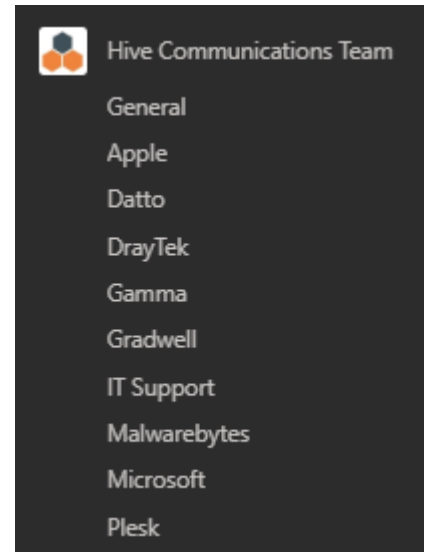 Hive Communications Team
General
Apple
Datto
DrayTek
Gamma
Gradwell
IT Support
Malwarebytes
Microsoft
Plesk